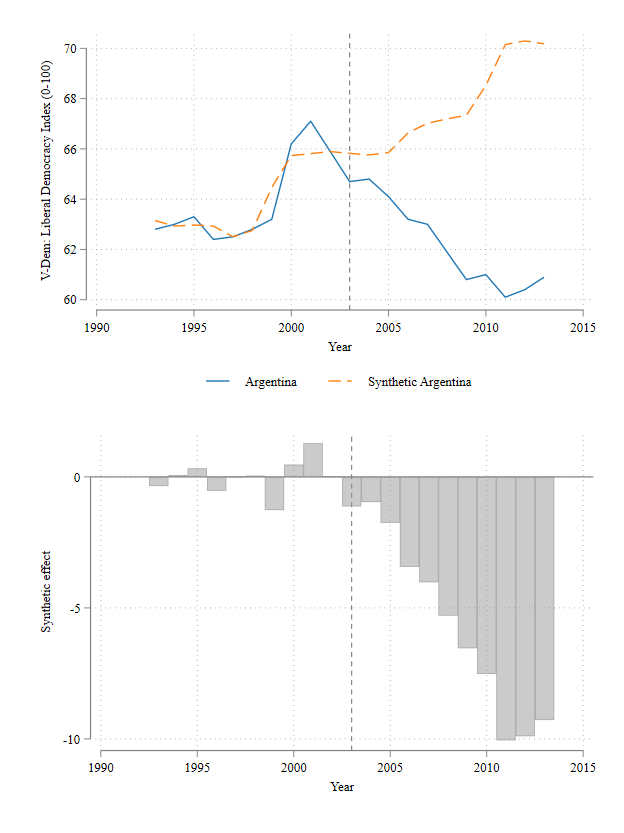 V-Dem: Liberal Democracy Index (0-100)
70
68
66
64
62
60
1990 1995 2000 2005 2010 2015
Year
Argentina Synthetic Argentina
Synthetic effect
0
-5
-10
1990 1995 2000 2005 2010 2015
Year